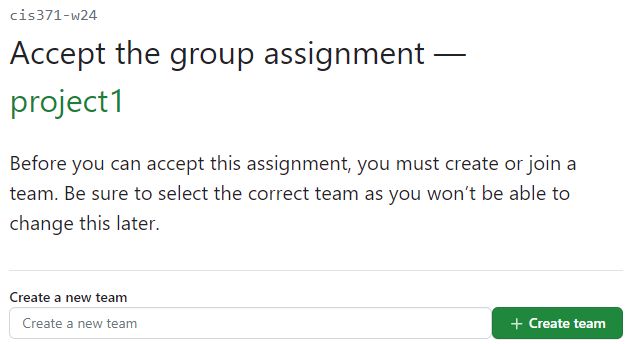 cis371-w24
Accept the group assignment —
project1
Before you can accept this assignment, you must create or join a
team. Be sure to select the correct team as you won’t be able to
change this later.
Create a new team
Create a new team
+ Create team